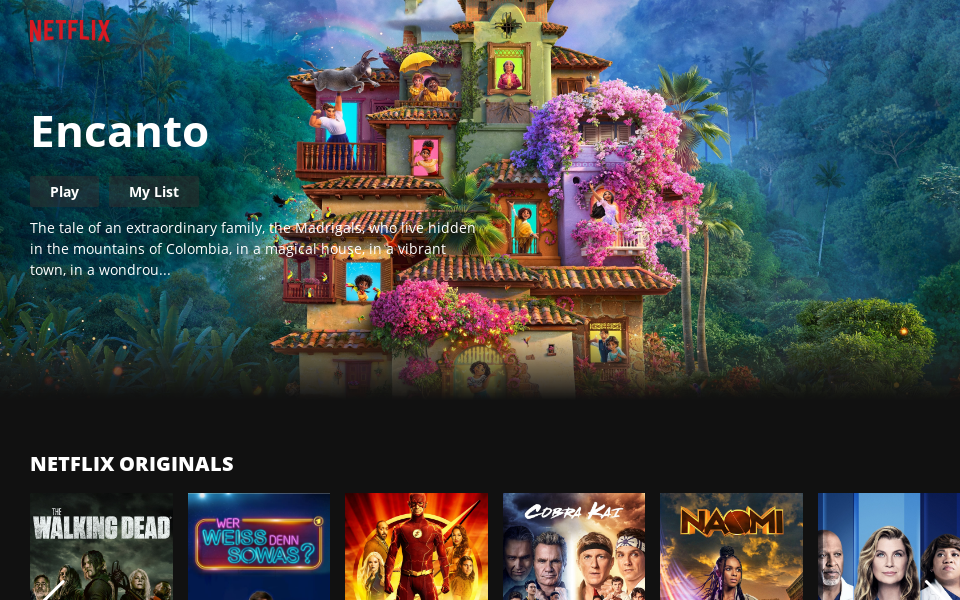 NETFLIX
Encanto
Play
My List
The tale of an extraordinary family, the Madrigals, who live hidden
in the mountains of Colombia, in a magical house, in a vibrant
town, in a wondrou...
NETFLIX ORIGINALS
THE
WALKING DEAD
WER
WEISS DENN
SOWAS?
COBRA KAI
NAOMI